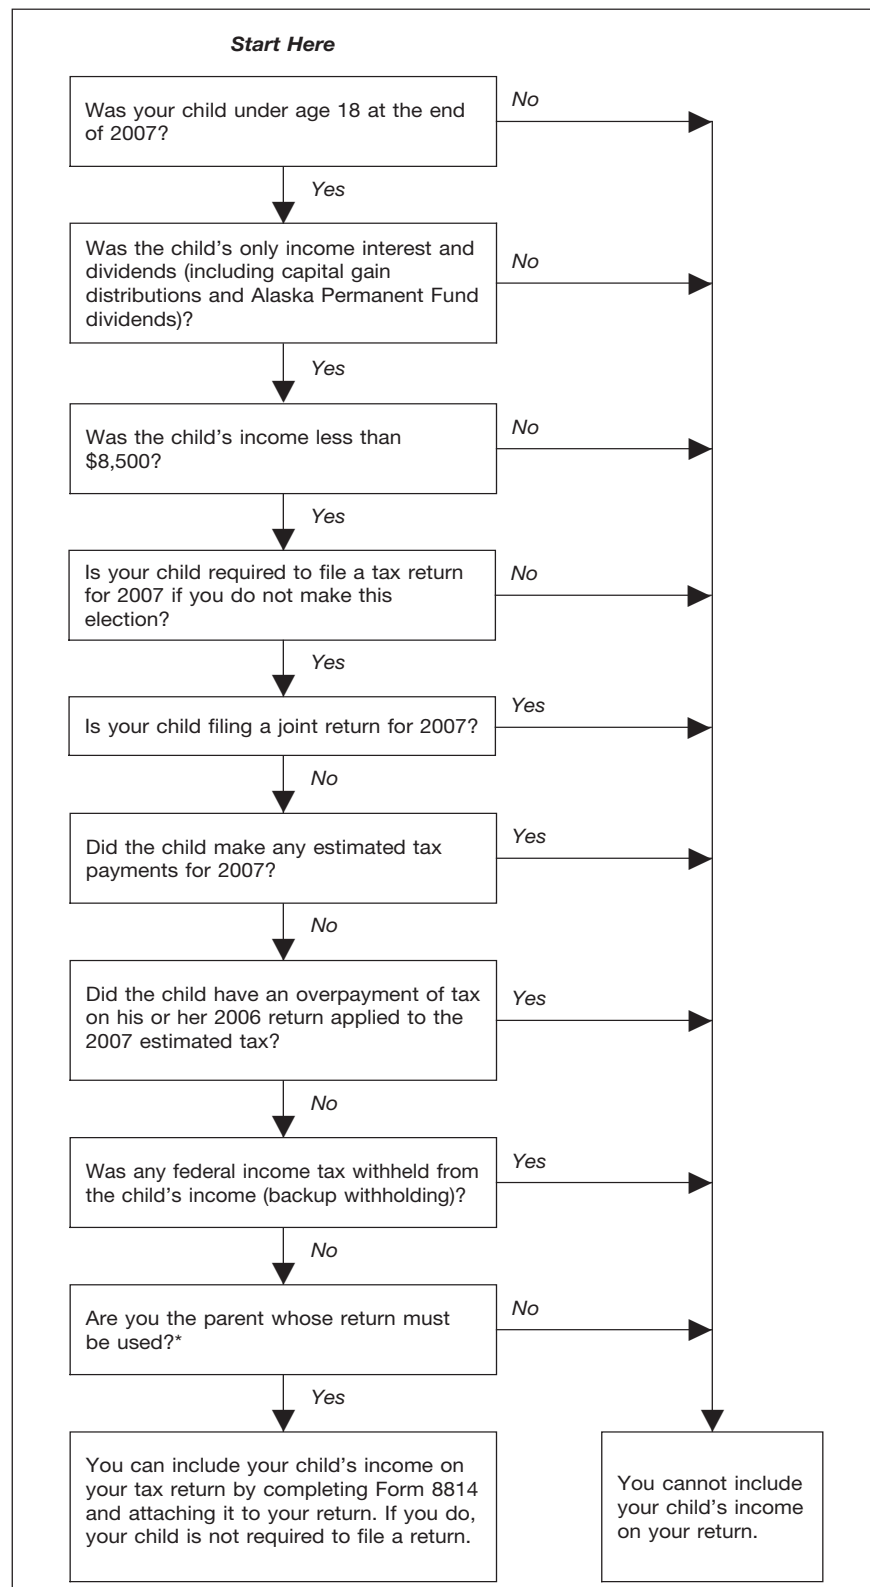 Start Here
Was your child under age 18 at the end
of 2007?
No
Yes
Was the child's only income interest and
dividends (including capital gain
distributions and Alaska Permanent Fund
dividends)?
No
Yes
Was the child's income less than
$8,500?
No
Yes
Is your child required to file a tax return
for 2007 if you do not make this
election?
No
Yes
Is your child filing a joint return for 2007?
Yes
No
Did the child make any estimated tax
payments for 2007?
Yes
No
Did the child have an overpayment of tax
on his or her 2006 return applied to the
2007 estimated tax?
Yes
No
Was any federal income tax withheld from
the child's income (backup withholding)?
Yes
No
Are you the parent whose return must
be used?*
No
Yes
You can include your child's income on
your tax return by completing Form 8814
and attaching it to your return. If you do,
your child is not required to file a return.
You cannot include
your child's income
on your return.